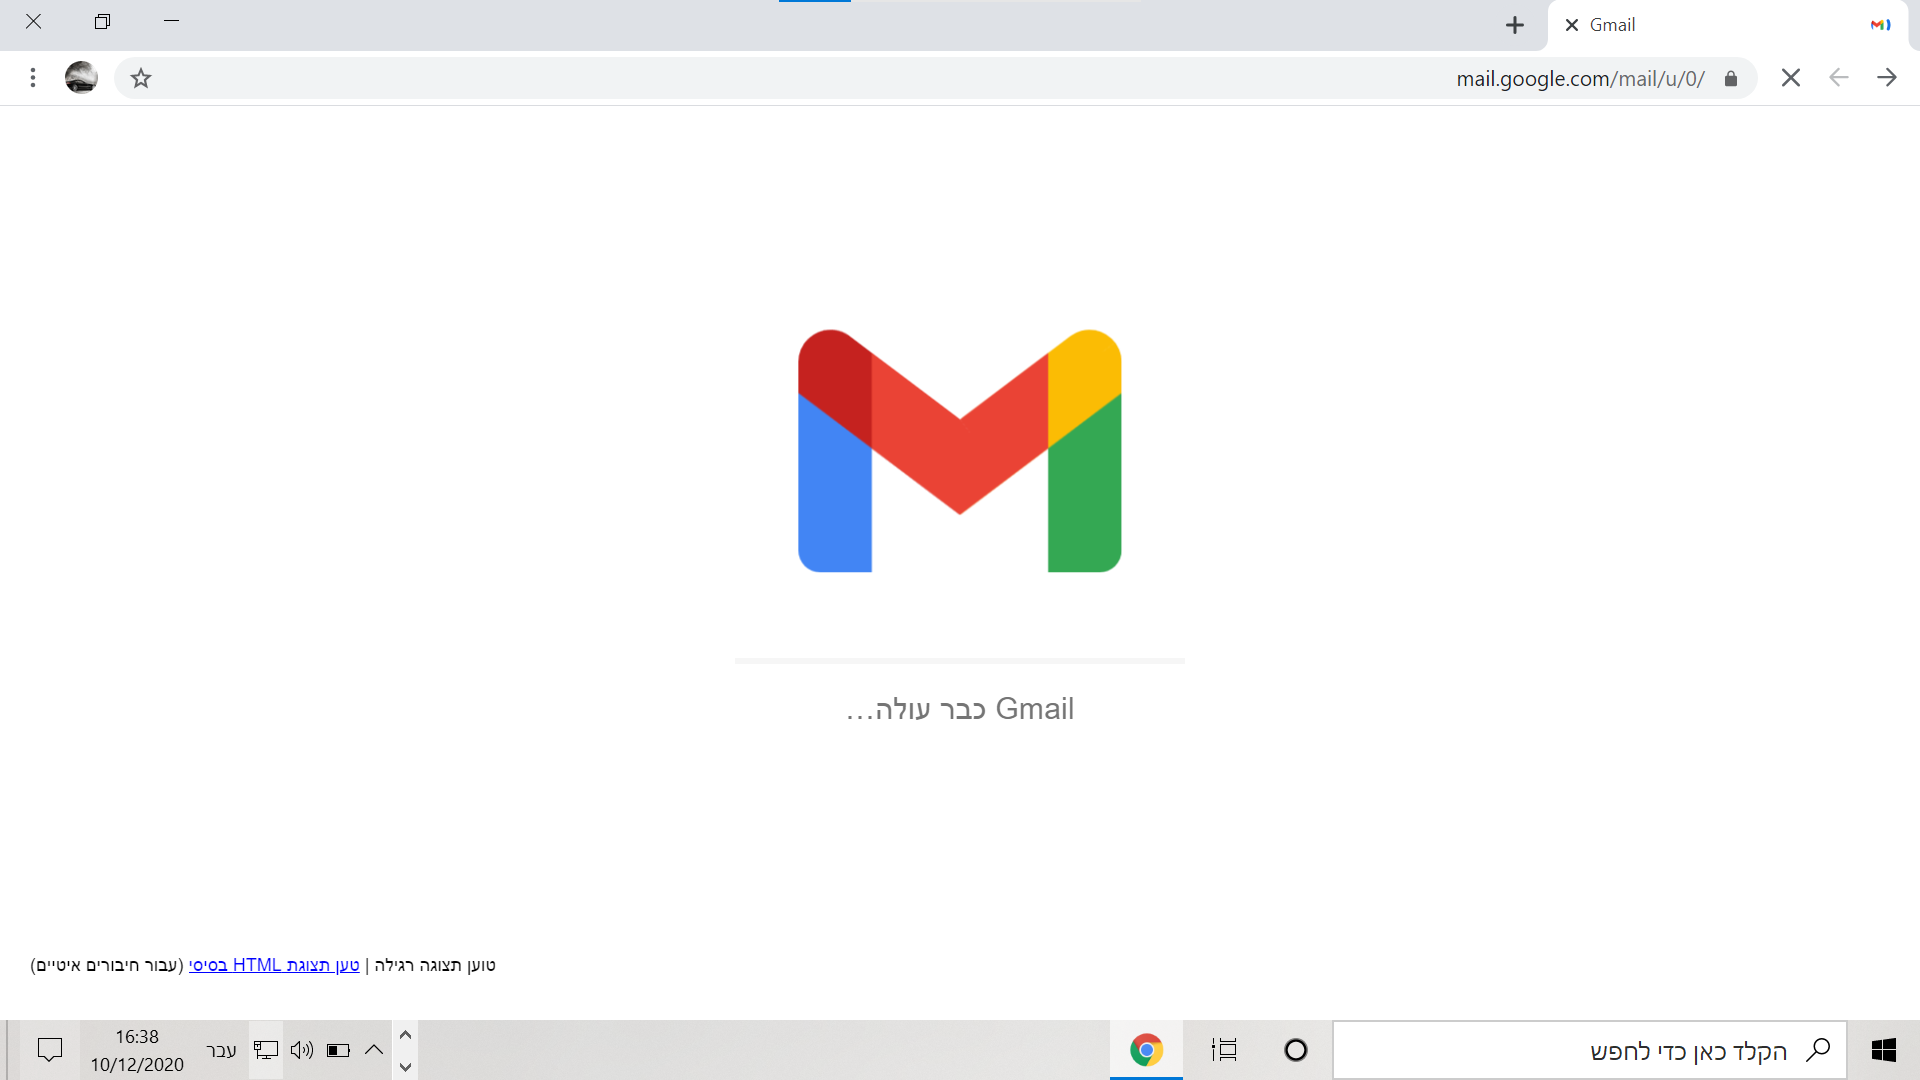 Gmail
mail.google.com/mail/u/0/
Gmail כבר עולה...
טוען תצוגה רגילה | טען תצוגת HTML בסיסי (עבור חיבורים איטיים)
הקלד כאן כדי לחפש
עבר
16:38
10/12/2020